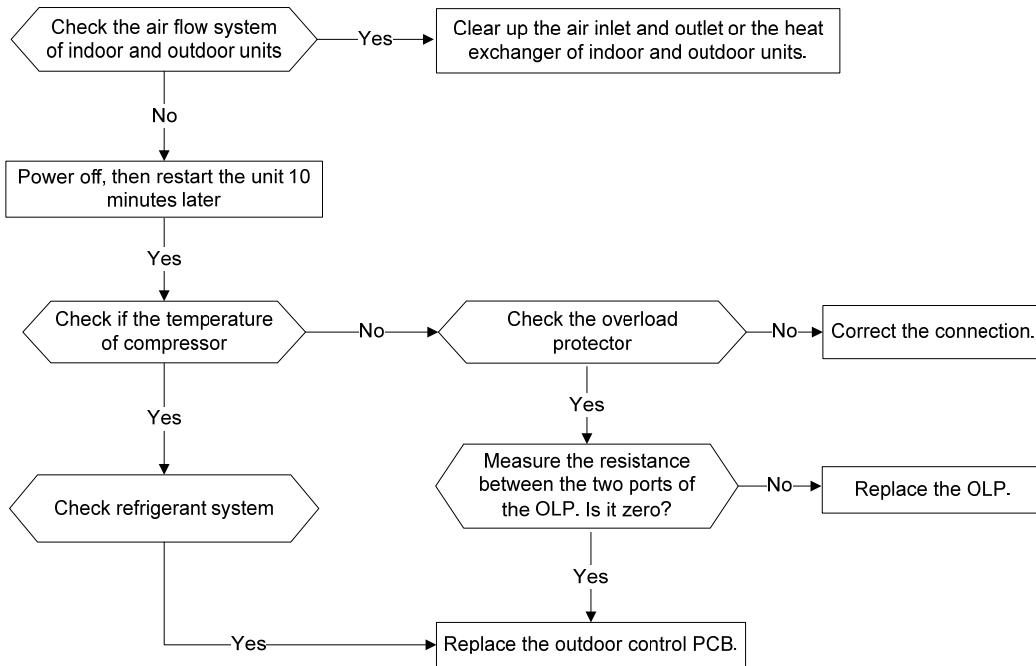 Check the air flow system
of indoor and outdoor units
Yes
Clear up the air inlet and outlet or the heat
exchanger of indoor and outdoor units.
No
Power off, then restart the unit 10
minutes later
Yes
Check if the temperature
of compressor
No
Check the overload
protector
No
Correct the connection.
Yes
Yes
Check refrigerant system
Measure the resistance
between the two ports of
the OLP. Is it zero?
No
Replace the OLP.
Yes
Yes
Replace the outdoor control PCB.